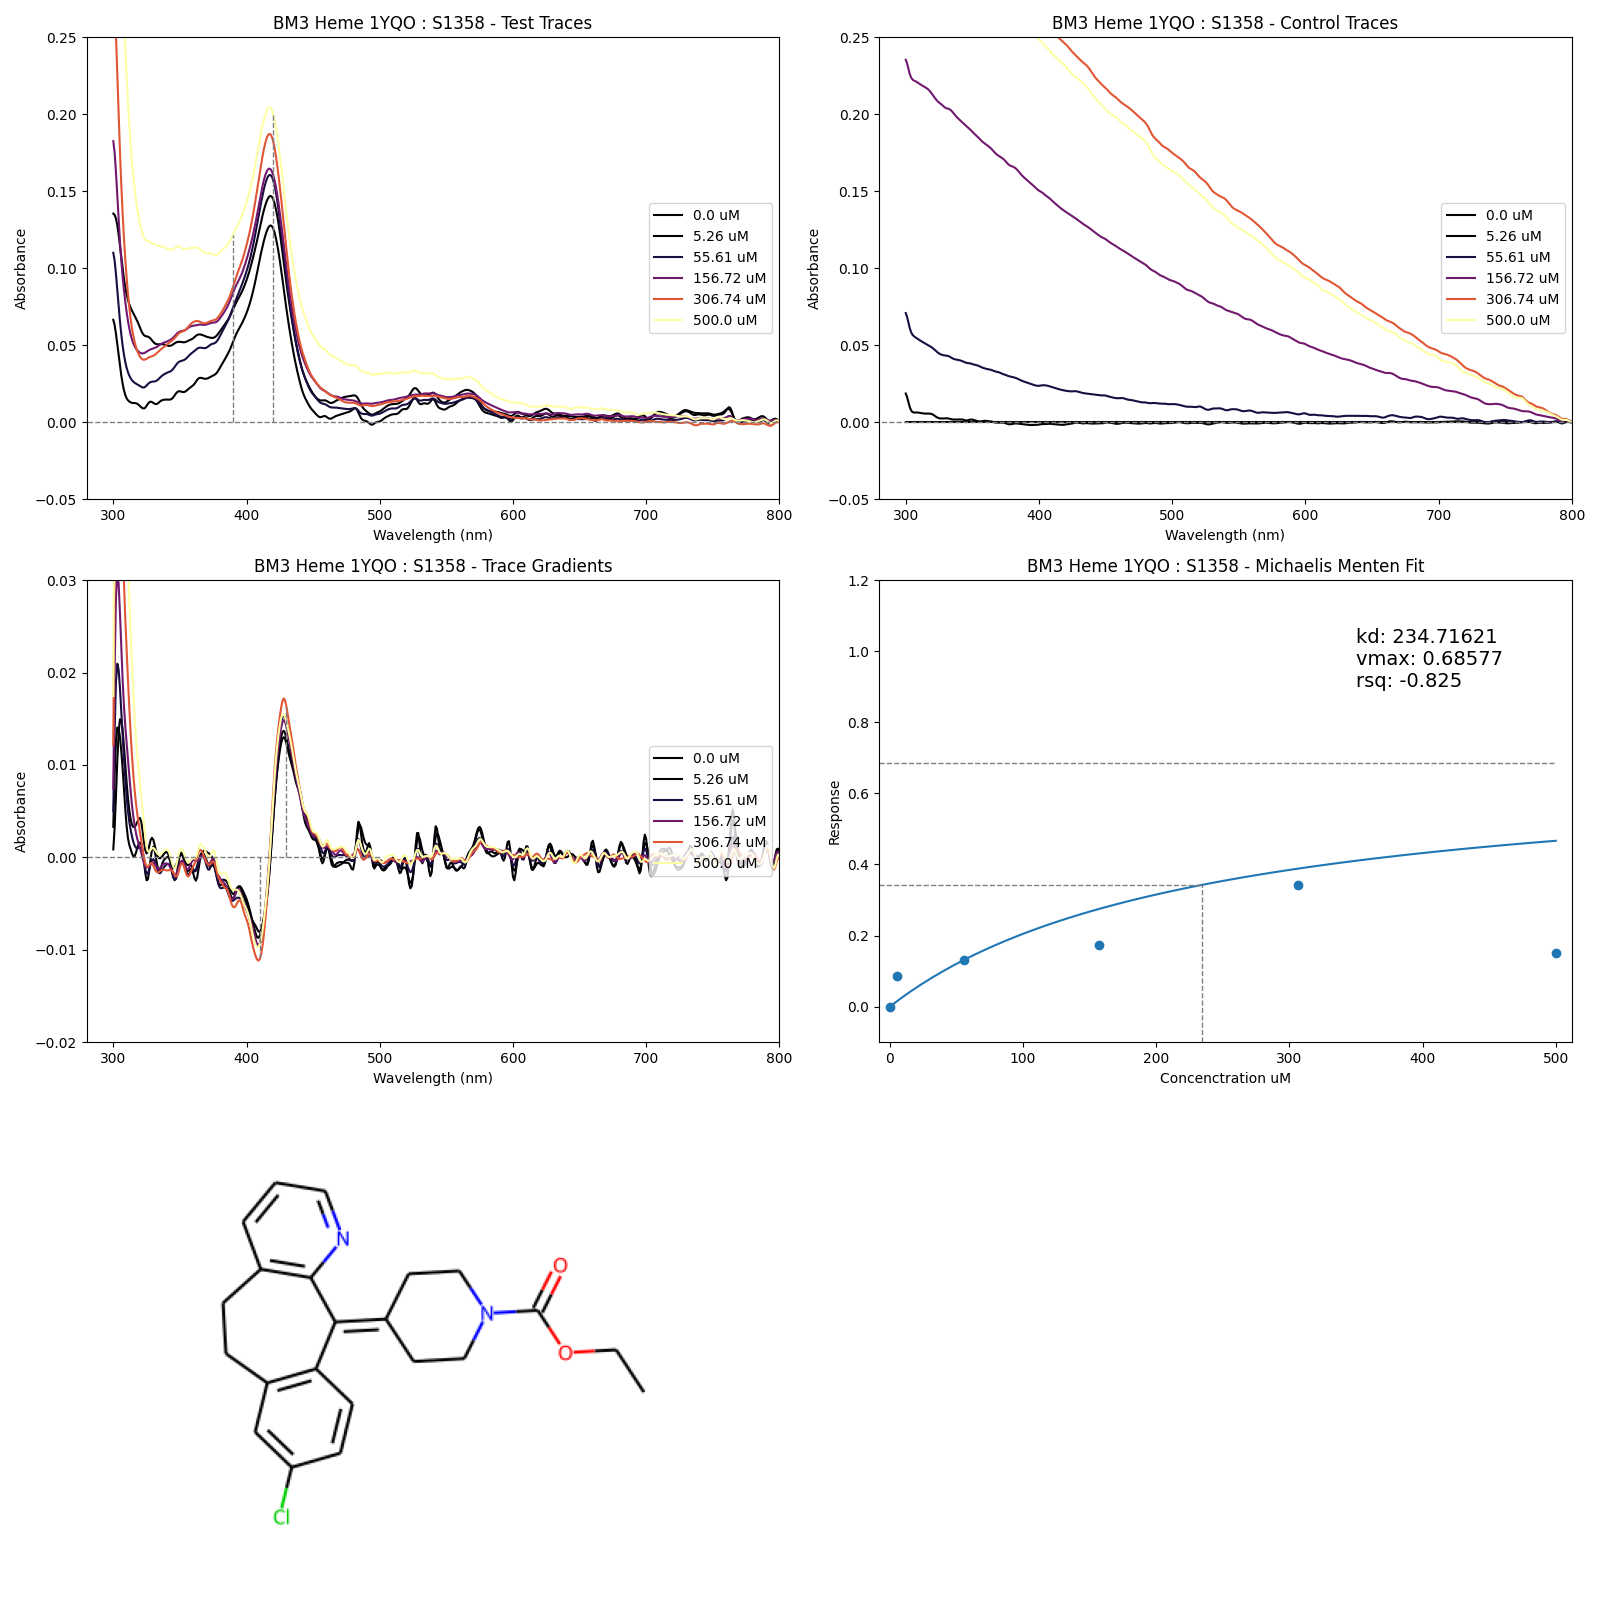 BM3 Heme 1YQO : S1358 - Test Traces
0.25
0.20
0.15
0.10
0.05
0.00
−0.05
Absorbance
300
400
500
600
700
800
Wavelength (nm)
0.0 uM
5.26 uM
55.61 uM
156.72 uM
306.74 uM
500.0 uM
BM3 Heme 1YQO : S1358 - Control Traces
0.25
0.20
0.15
0.10
0.05
0.00
−0.05
Absorbance
300
400
500
600
700
800
Wavelength (nm)
0.0 uM
5.26 uM
55.61 uM
156.72 uM
306.74 uM
500.0 uM
BM3 Heme 1YQO : S1358 - Trace Gradients
0.03
0.02
0.01
0.00
−0.01
−0.02
Absorbance
300
400
500
600
700
800
Wavelength (nm)
0.0 uM
5.26 uM
55.61 uM
156.72 uM
306.74 uM
500.0 uM
BM3 Heme 1YQO : S1358 - Michaelis Menten Fit
1.2
1.0
0.8
0.6
0.4
0.2
0.0
Response
kd: 234.71621
vmax: 0.68577
rsq: -0.825
0
100
200
300
400
500
Concenctration uM
N
N
O
O
Cl